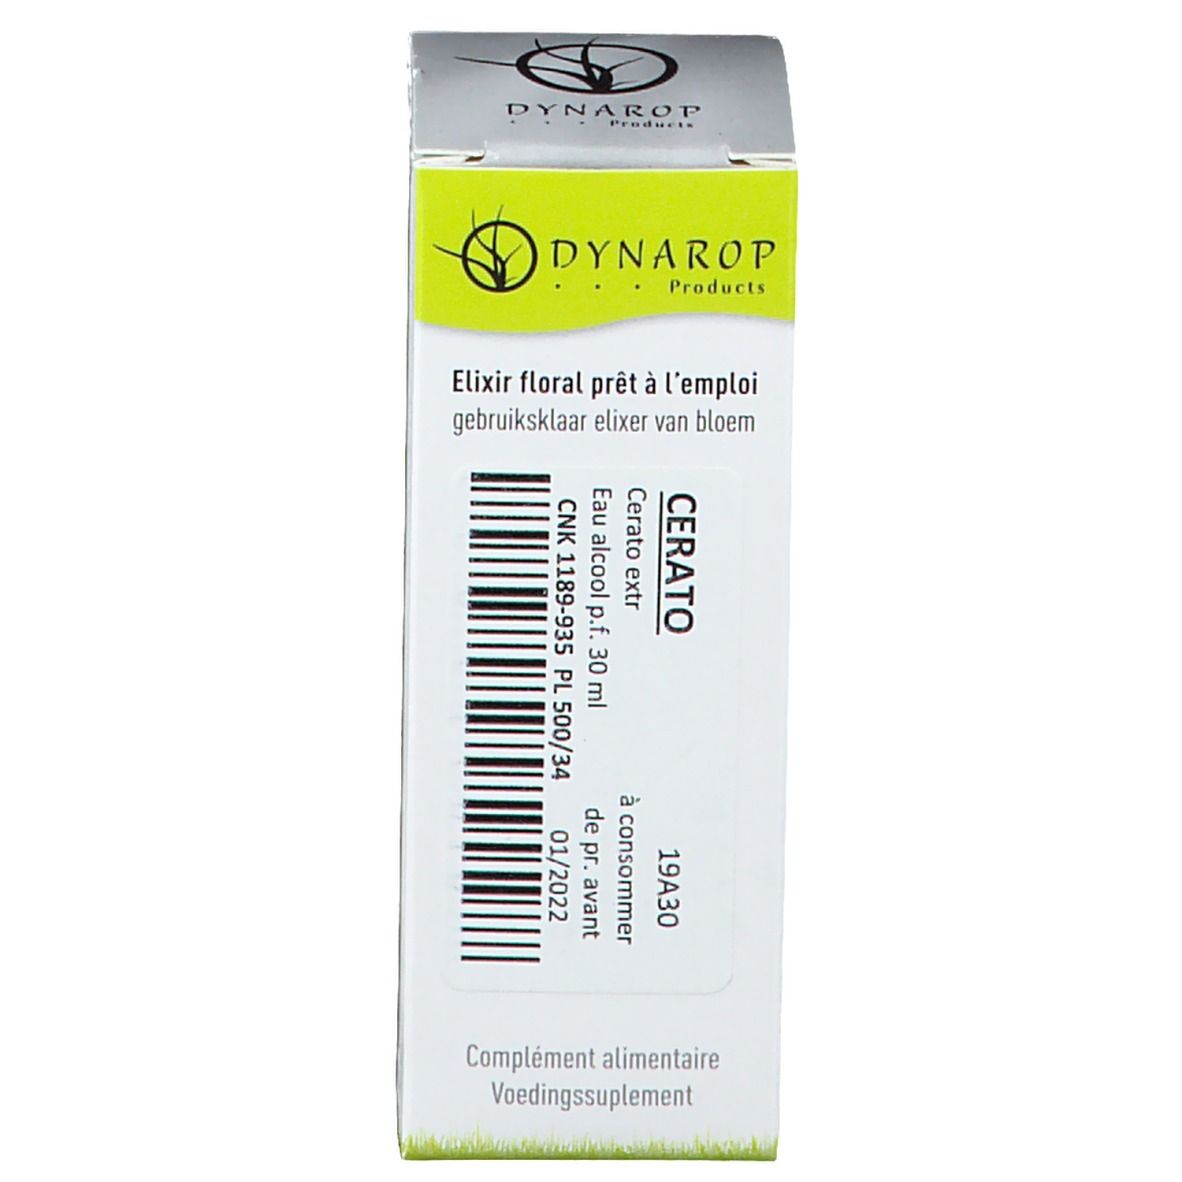 DYNAROP
Products
DYNAROP
Products
Elixir floral prêt à l'emploi
gebruiksklaar elixer van bloem
CERATO
19A30
Cerato extr
à consommer
Eau alcool p.f. 30 ml
de pr. avant
CNK 1189-935 PL 500/34
01/2022
Complément alimentaire
Voedingssuplement